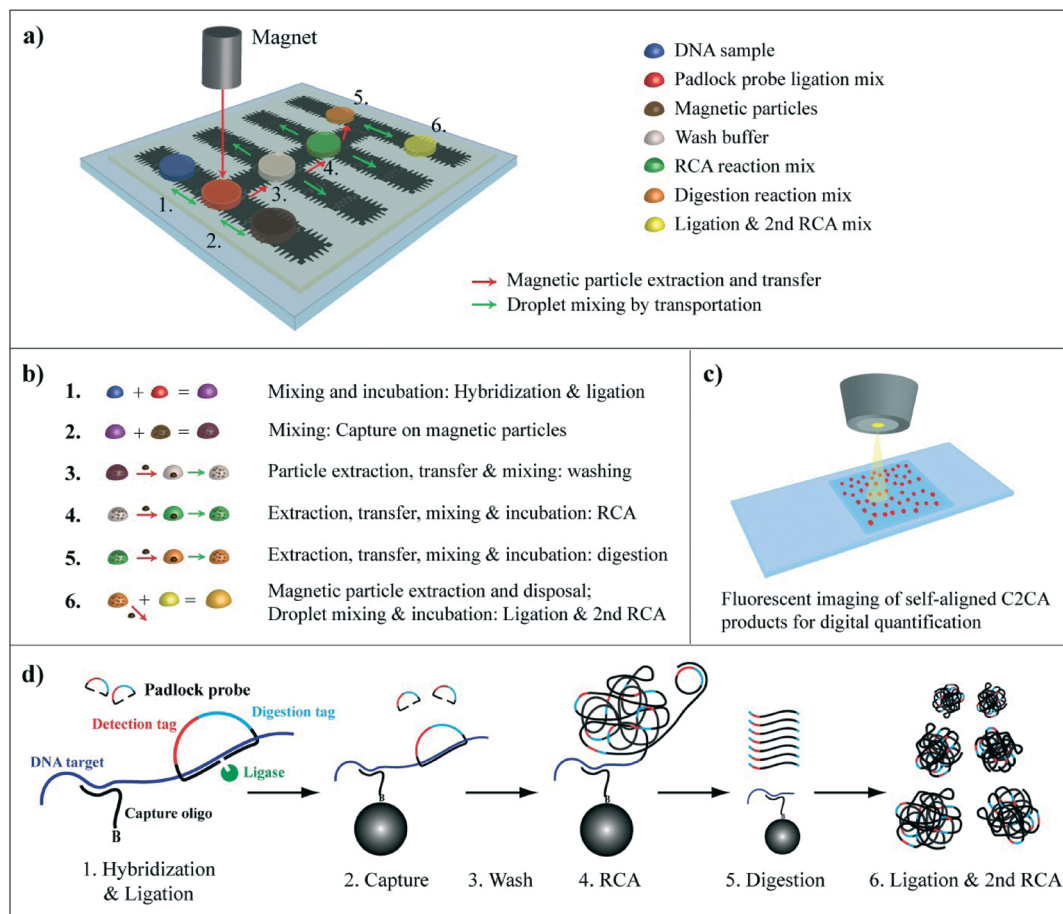 a)
Magnet
5.
6.
4.
3.
1.
2.
DNA sample
Padlock probe ligation mix
Magnetic particles
Wash buffer
RCA reaction mix
Digestion reaction mix
Ligation & 2nd RCA mix
Magnetic particle extraction and transfer
Droplet mixing by transportation
b)
1. + = Mixing and incubation: Hybridization & ligation
2. + = Mixing: Capture on magnetic particles
3. Particle extraction, transfer & mixing: washing
4. Extraction, transfer, mixing & incubation: RCA
5. Extraction, transfer, mixing & incubation: digestion
6. + = Magnetic particle extraction and disposal;
Droplet mixing & incubation: Ligation & 2nd RCA
c)
Fluorescent imaging of self-aligned C2CA
products for digital quantification
d)
Padlock probe
Detection tag
Digestion tag
DNA target
Ligase
Capture oligo
B
B
B
1. Hybridization
& Ligation
2. Capture
3. Wash
4. RCA
5. Digestion
6. Ligation & 2nd RCA